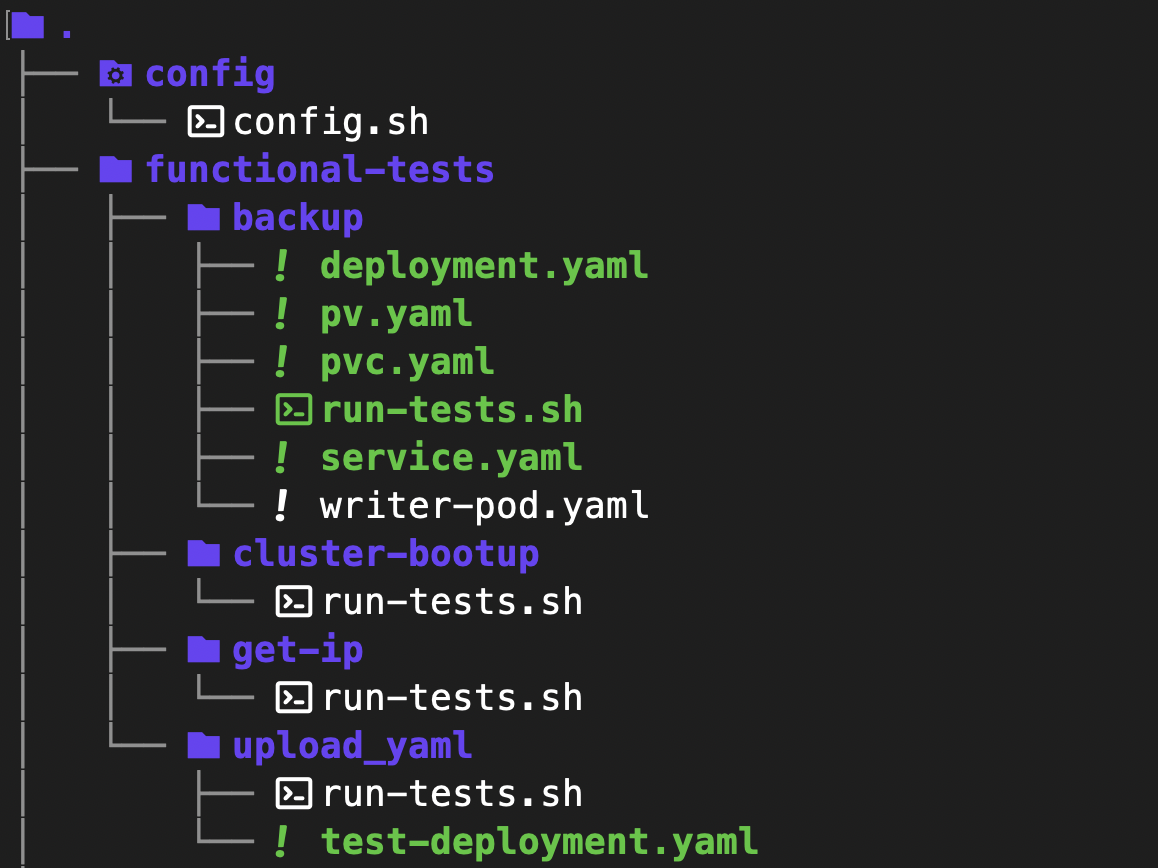 .
config
config.sh
functional-tests
backup
deployment.yaml
pv.yaml
pvc.yaml
run-tests.sh
service.yaml
writer-pod.yaml
cluster-bootup
run-tests.sh
get-ip
run-tests.sh
upload_yaml
run-tests.sh
test-deployment.yaml